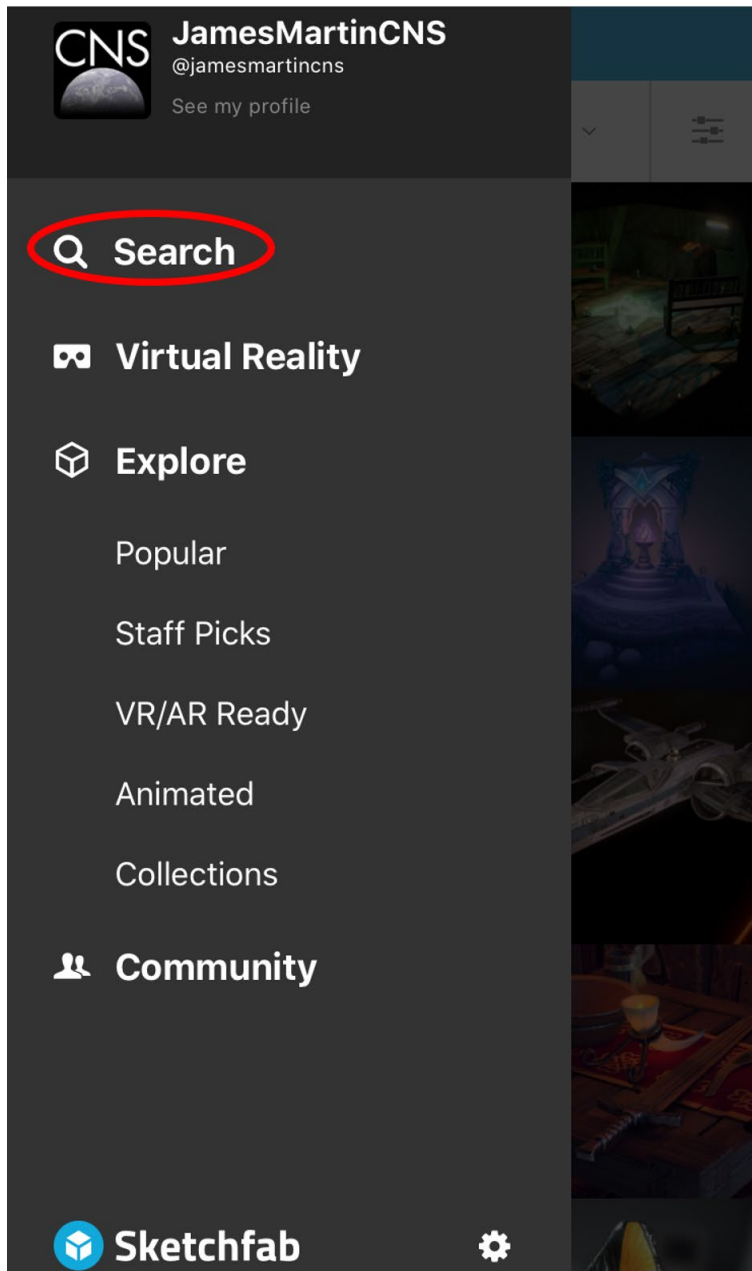 CNS
JamesMartinCNS
@jamesmartincns
See my profile
Search
Virtual Reality
Explore
Popular
Staff Picks
VR/AR Ready
Animated
Collections
Community
Sketchfab